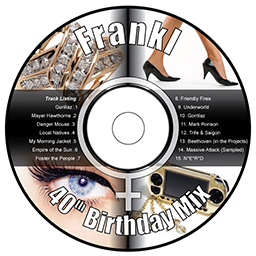 Frankl
Track Listing
Gorillaz .1
Mayer Hawthorne .2
Danger Mouse .3
Local Natives .4
My Morning Jacket .5
Empire of the Sun .6
Foster the People .7
8. Friendly Fires
9. Underworld
10. Gorillaz
11. Mark Ronson
12. Trife & Saigon
13. Beethoven (In the Projects)
14. Massive Attack (Sampled)
15. N*E*R*D
40th Birthday Mix